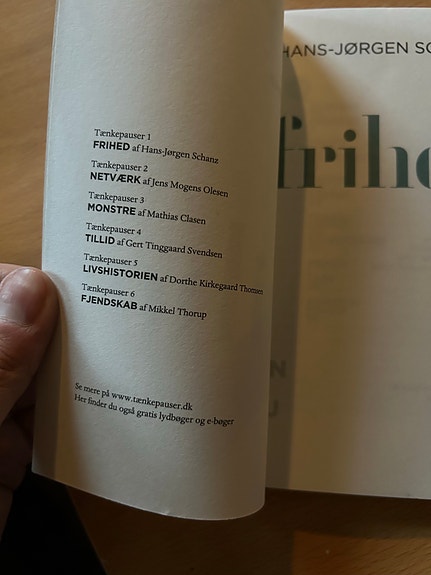 Tænkepauser 1
FRIHED af Hans-Jørgen Schanz
Tænkepauser 2
NETVÆRK af Jens Mogens Olesen
Tænkepauser 3
MONSTRE af Mathias Clasen
Tænkepauser 4
TILLID af Gert Tinggaard Svendsen
Tænkepauser 5
LIVSHISTORIEN af Dorthe Kirkegaard Thomsen
Tænkepauser 6
FJENDSKAB af Mikkel Thorup
Se mere på www.tænkepauser.dk
Her finder du også gratis lydbøger og e-bøger
HANS-JØRGEN SC
frihe